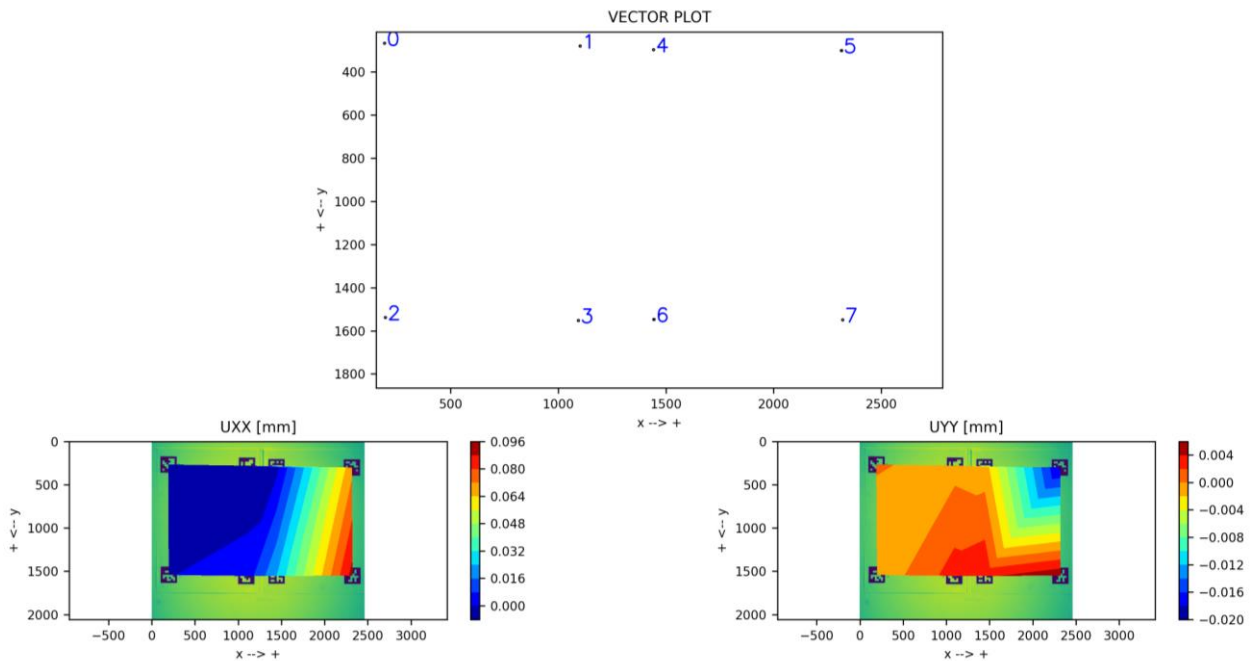 VECTOR PLOT
0 1 4 5
2 3 6 7
400
600
800
1000
1200
1400
1600
1800
+ <-- y
500 1000 1500 2000 2500
x --> +
UXX [mm]
0
500
1000
1500
2000
+ <-- y
−500 0 500 1000 1500 2000 2500 3000
x --> +
0.096
0.080
0.064
0.048
0.032
0.016
0.000
UYY [mm]
0
500
1000
1500
2000
+ <-- y
−500 0 500 1000 1500 2000 2500 3000
x --> +
0.004
0.000
−0.004
−0.008
−0.012
−0.016
−0.020